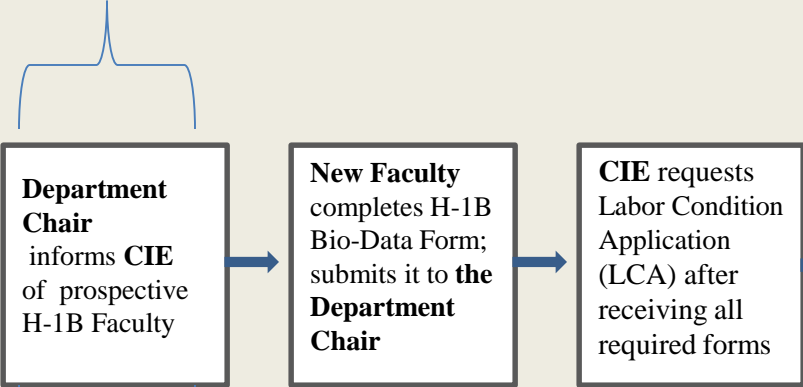 Department
Chair
informs CIE
of prospective
H-1B Faculty
New Faculty
completes H-1B
Bio-Data Form;
submits it to the
Department
Chair
CIE requests
Labor Condition
Application
(LCA) after
receiving all
required forms